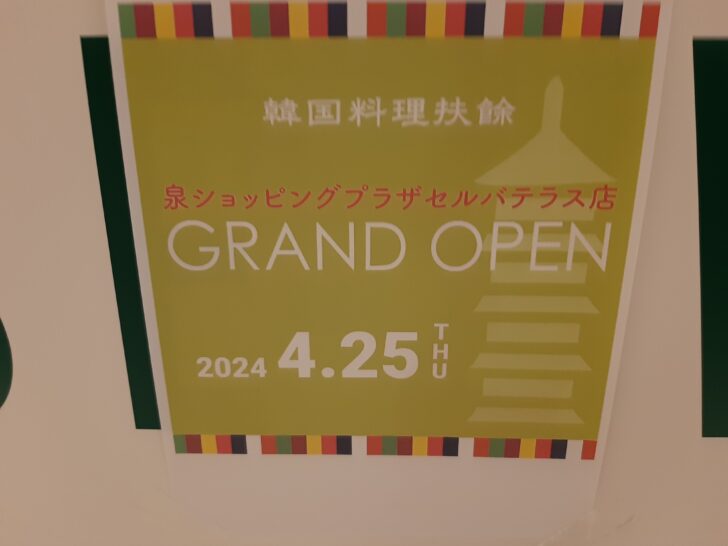 韓国料理扶餘
泉ショッピングプラザセルバテラス店
GRAND OPEN
2024 4.25 THU